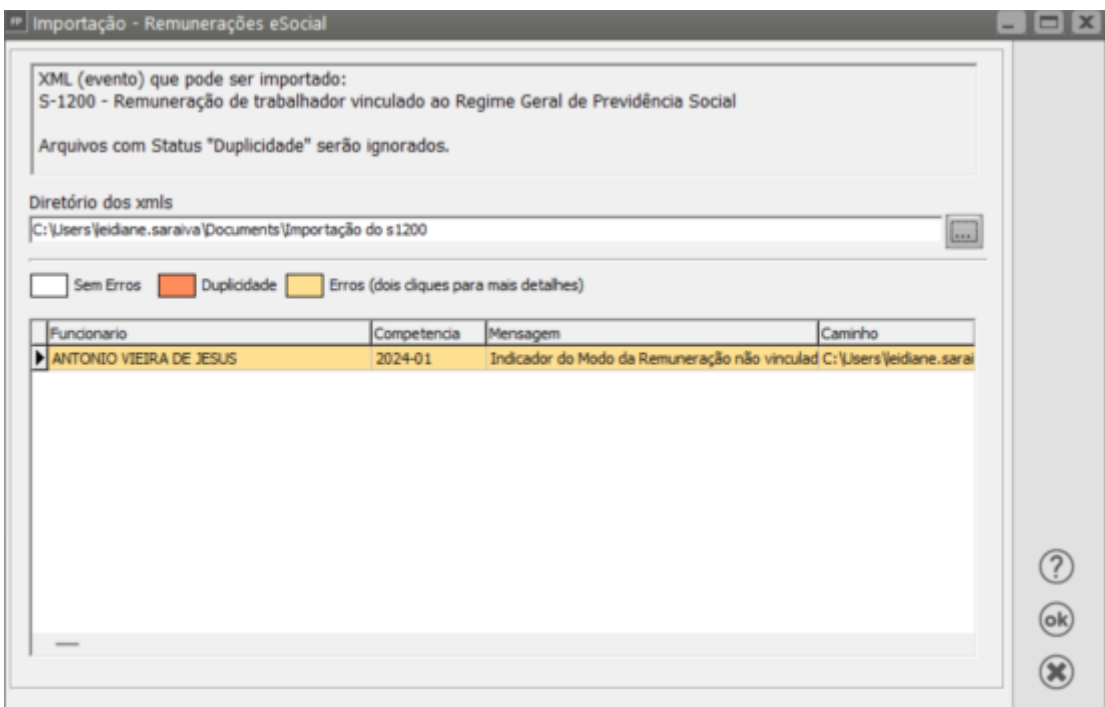 FP Importação - Remunerações eSocial
XML (evento) que pode ser importado:
S-1200 - Remuneração de trabalhador vinculado ao Regime Geral de Previdência Social
Arquivos com Status "Duplicidade" serão ignorados.
Diretório dos xmls
C:\Users\leidiane.saraiva\Documents\Importação do s1200
...
Sem Erros Duplicidade Erros (dois cliques para mais detalhes)
Funcionario Competencia Mensagem Caminho
ANTONIO VIEIRA DE JESUS 2024-01 Indicador do Modo da Remuneração não vinculad C:\Users\leidiane.sarai
?
ok